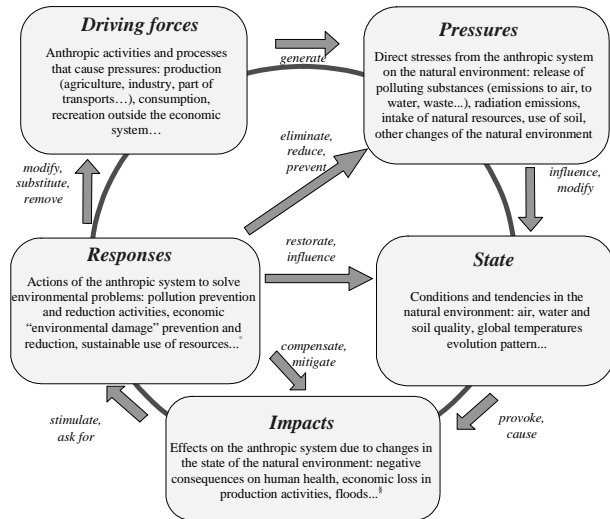 Driving forces
Anthropic activities and processes
that cause pressures: production
(agriculture, industry, part of
transports…), consumption,
recreation outside the economic
system…
generate
Pressures
Direct stresses from the anthropic system
on the natural environment: release of
polluting substances (emissions to air, to
water, waste...), radiation emissions,
intake of natural resources, use of soil,
other changes of the natural environment
eliminate,
reduce,
prevent
modify,
substitute,
remove
influence,
modify
Responses
Actions of the anthropic system to solve
environmental problems: pollution prevention
and reduction activities, economic
“environmental damage” prevention and
reduction, sustainable use of resources...°
restorate,
influence
State
Conditions and tendencies in the
natural environment: air, water and
soil quality, global temperatures
evolution pattern...
compensate,
mitigate
stimulate,
ask for
Impacts
Effects on the anthropic system due to changes in
the state of the natural environment: negative
consequences on human health, economic loss in
production activities, floods...§
provoke,
cause